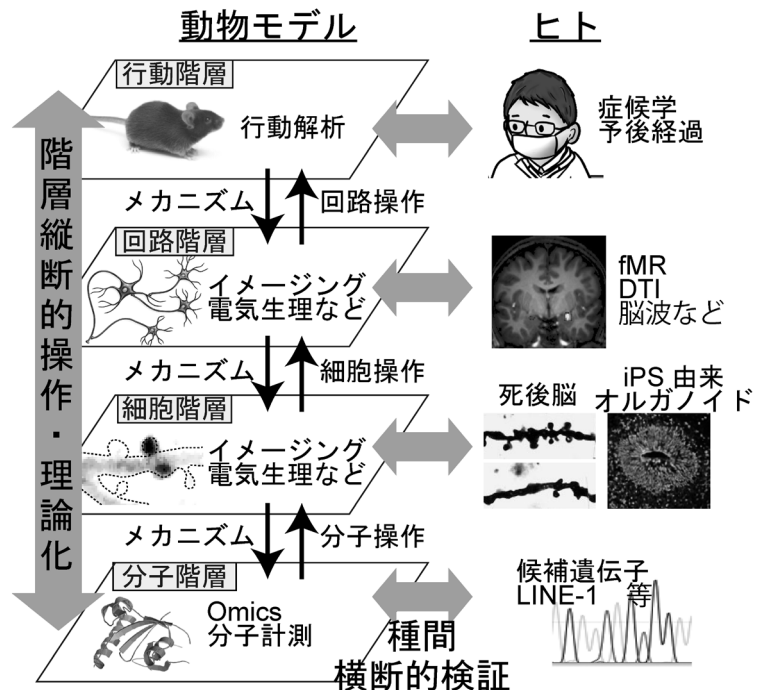 動物モデル
ヒト
階層縦断的操作・理論化
行動階層
行動解析
症候学
予後経過
メカニズム
回路操作
回路階層
イメージング
電気生理など
fMR
DTI
脳波など
メカニズム
細胞操作
細胞階層
イメージング
電気生理など
死後脳
iPS 由来
オルガノイド
メカニズム
分子操作
分子階層
Omics
分子計測
候補遺伝子
LINE-1 等
種間
横断的検証